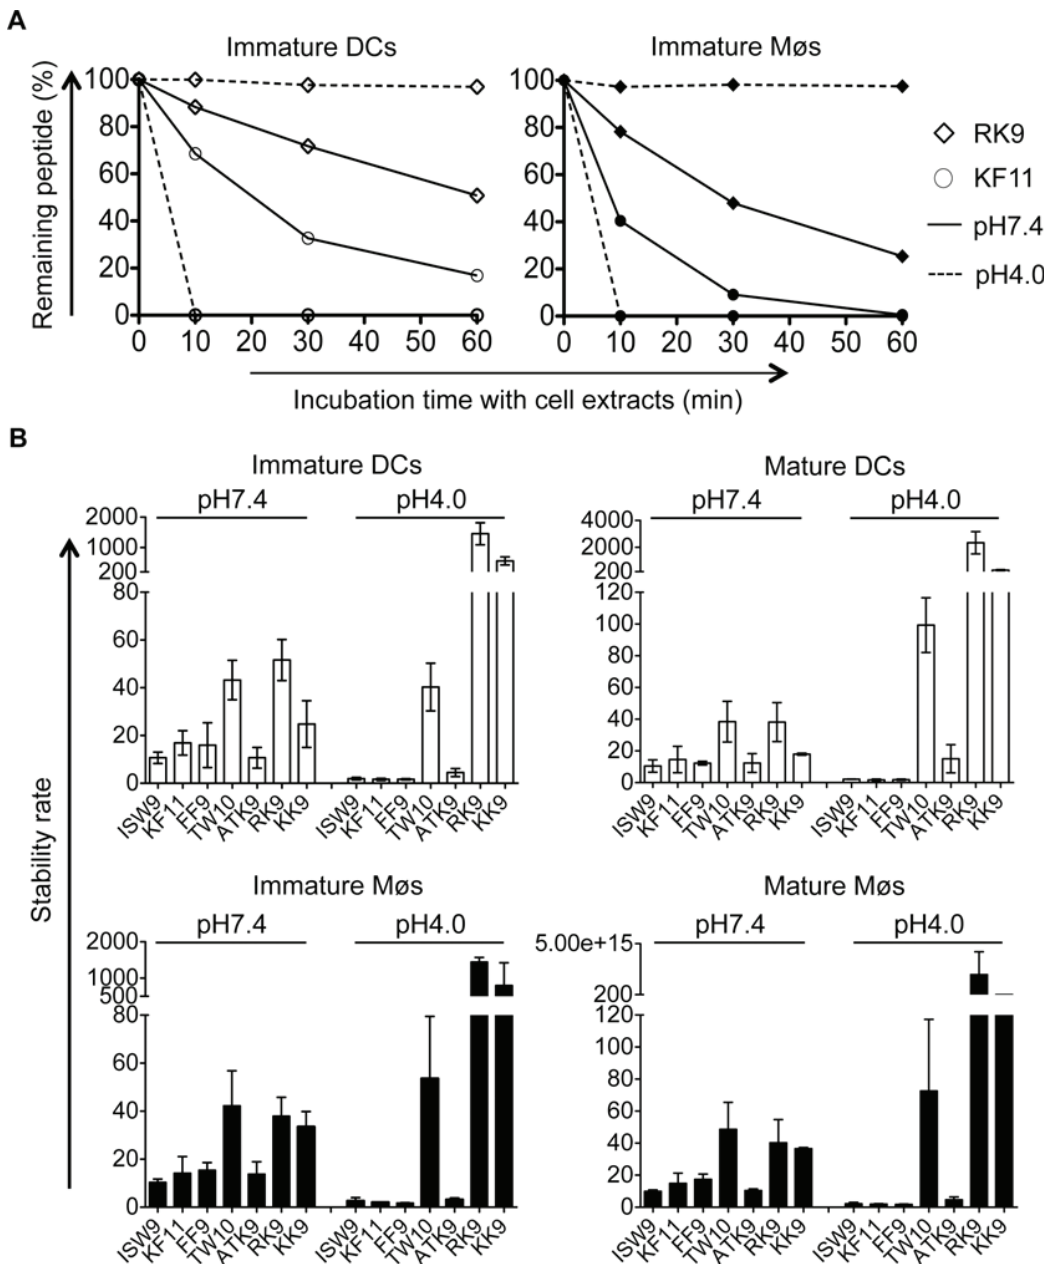 A
Immature DCs
Immature Møs
Remaining peptide (%)
100
80
60
40
20
0
0 10 20 30 40 50 60
100
80
60
40
20
0
0 10 20 30 40 50 60
RK9
KF11
pH7.4
pH4.0
Incubation time with cell extracts (min)
B
Stability rate
Immature DCs
pH7.4 pH4.0
2000
1000
200
80
60
40
20
0
ISW9 KF11 EF9 TW10 ATK9 RK9 KK9 ISW9 KF11 EF9 TW10 ATK9 RK9 KK9
Mature DCs
pH7.4 pH4.0
4000
2000
200
120
100
80
60
40
20
0
ISW9 KF11 EF9 TW10 ATK9 RK9 KK9 ISW9 KF11 EF9 TW10 ATK9 RK9 KK9
Immature Møs
pH7.4 pH4.0
2000
1000
500
80
60
40
20
0
ISW9 KF11 EF9 TW10 ATK9 RK9 KK9 ISW9 KF11 EF9 TW10 ATK9 RK9 KK9
Mature Møs
pH7.4 pH4.0
5.00e+15
200
120
100
80
60
40
20
0
ISW9 KF11 EF9 TW10 ATK9 RK9 KK9 ISW9 KF11 EF9 TW10 ATK9 RK9 KK9